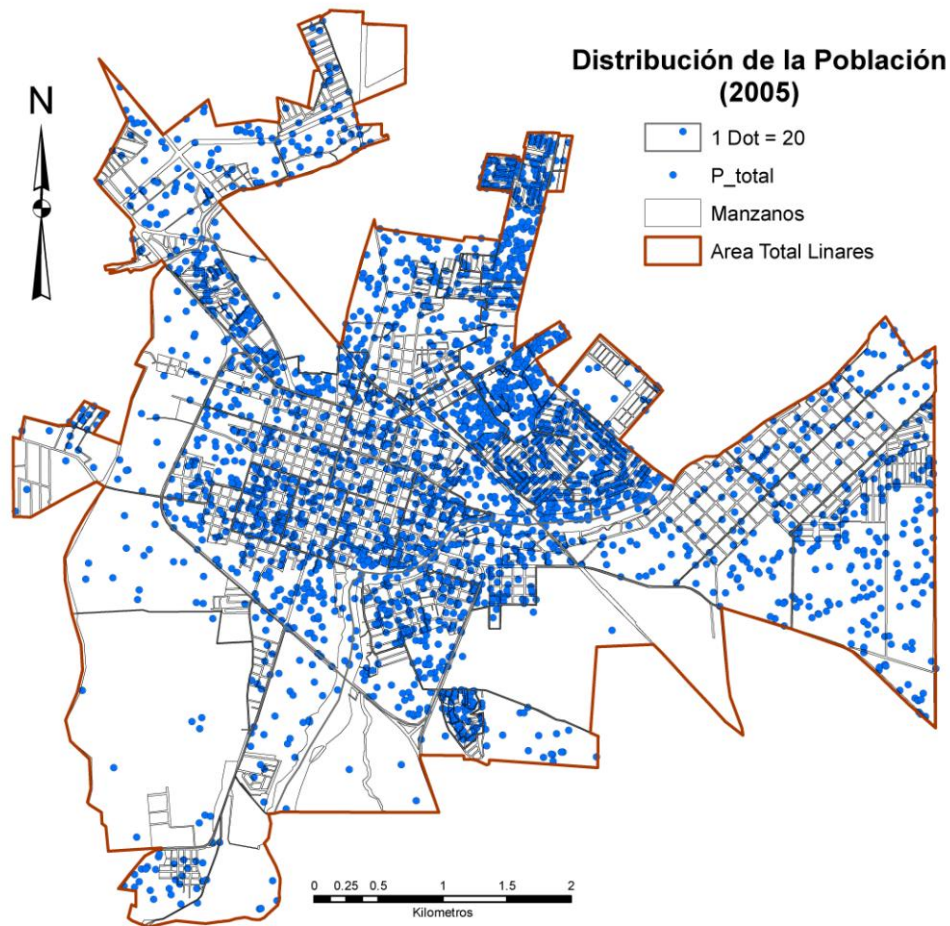 Distribución de la Población
(2005)
N
1 Dot = 20
P_total
Manzanos
Area Total Linares
0 0.25 0.5 1 1.5 2
Kilometros